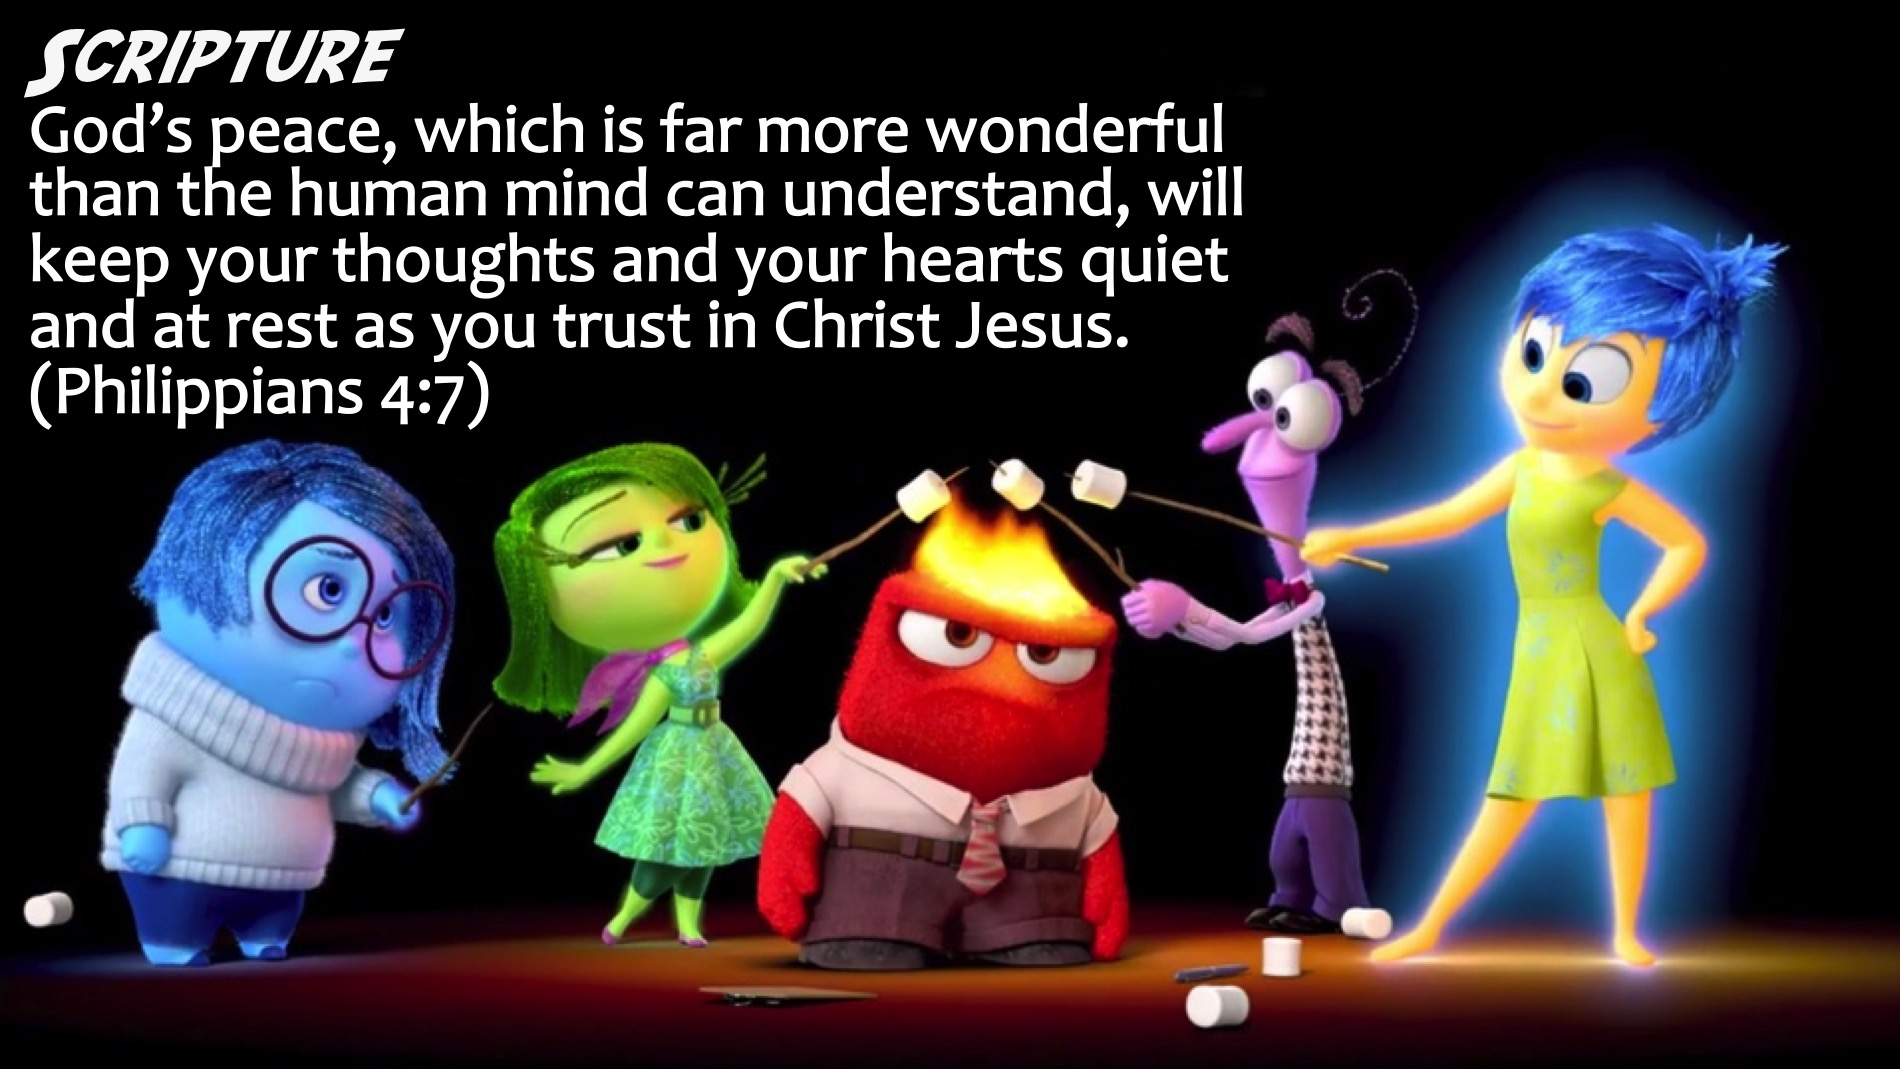 SCRIPTURE
God’s peace, which is far more wonderful
than the human mind can understand, will
keep your thoughts and your hearts quiet
and at rest as you trust in Christ Jesus.
(Philippians 4:7)